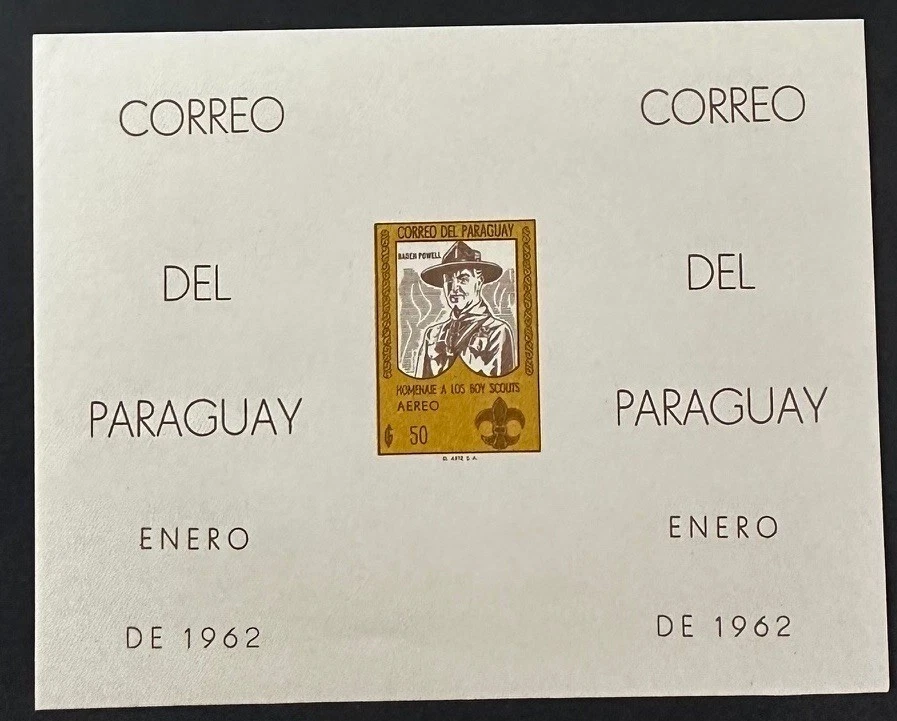 CORREO
DEL
PARAGUAY
ENERO
DE 1962
CORREO DEL PARAGUAY
BADEN POWELL
HOMENAJE A LOS BOY SCOUTS
AEREO
₲ 50
CORREO
DEL
PARAGUAY
ENERO
DE 1962